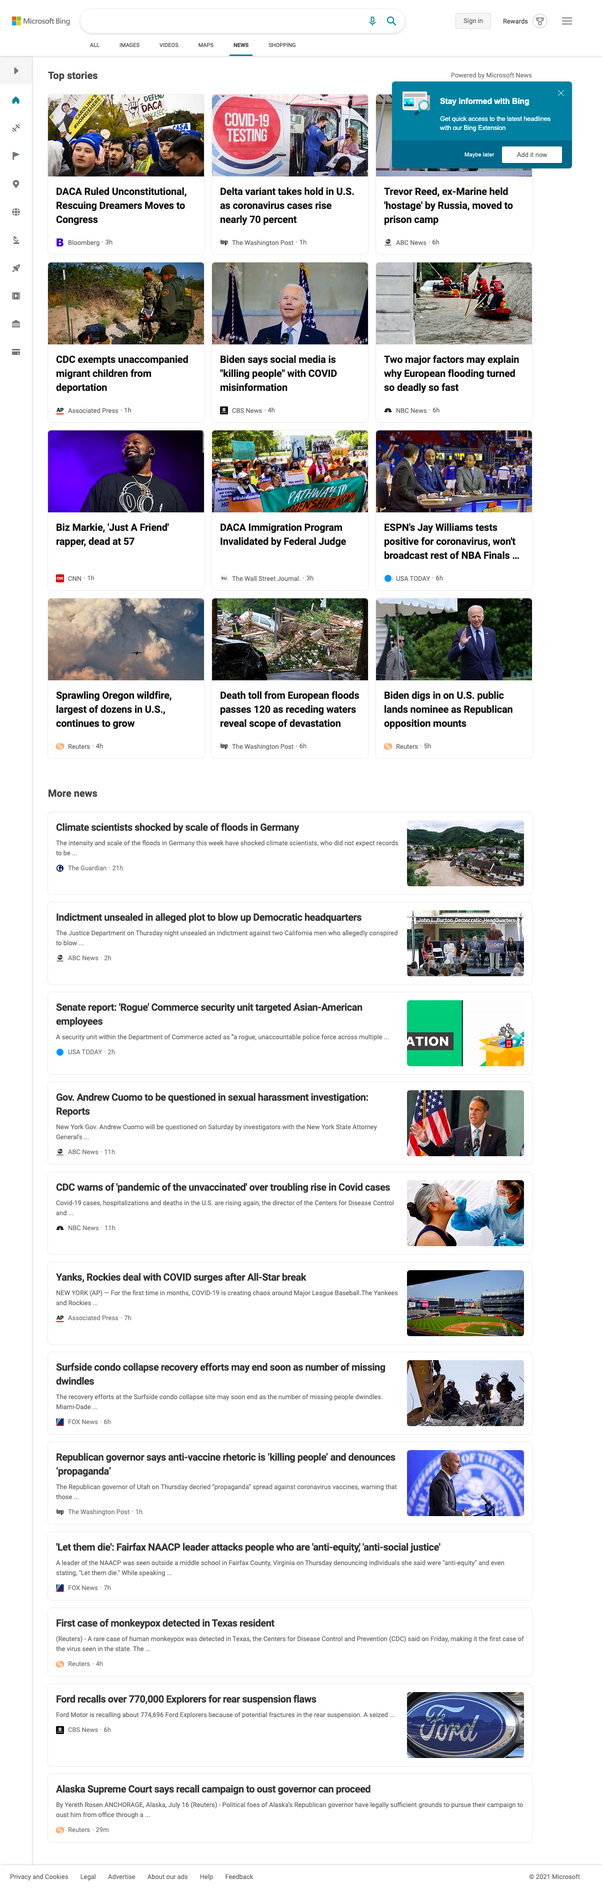 Microsoft Bing
Sign in
Rewards
ALL
IMAGES
VIDEOS
MAPS
NEWS
SHOPPING
Top stories
Powered by Microsoft News
Stay informed with Bing
Get quick access to the latest headlines
with our Bing Extension
Maybe later
Add it now
DEFEND
DACA
COVID-19
TESTING
DACA Ruled Unconstitutional,
Rescuing Dreamers Moves to
Congress
Bloomberg · 3h
Delta variant takes hold in U.S.
as coronavirus cases rise
nearly 70 percent
The Washington Post · 1h
Trevor Reed, ex-Marine held
'hostage' by Russia, moved to
prison camp
ABC News · 6h
CDC exempts unaccompanied
migrant children from
deportation
Associated Press · 1h
Biden says social media is
"killing people" with COVID
misinformation
CBS News · 4h
Two major factors may explain
why European flooding turned
so deadly so fast
NBC News · 6h
PATHWAY TO
Biz Markie, 'Just A Friend'
rapper, dead at 57
CNN · 1h
DACA Immigration Program
Invalidated by Federal Judge
The Wall Street Journal. · 3h
ESPN's Jay Williams tests
positive for coronavirus, won't
broadcast rest of NBA Finals ...
USA TODAY · 6h
Sprawling Oregon wildfire,
largest of dozens in U.S.,
continues to grow
Reuters · 4h
Death toll from European floods
passes 120 as receding waters
reveal scope of devastation
The Washington Post · 6h
Biden digs in on U.S. public
lands nominee as Republican
opposition mounts
Reuters · 5h
More news
Climate scientists shocked by scale of floods in Germany
The intensity and scale of the floods in Germany this week have shocked climate scientists, who did not expect records
to be ...
The Guardian · 21h
Indictment unsealed in alleged plot to blow up Democratic headquarters
The Justice Department on Thursday night unsealed an indictment against two California men who allegedly conspired
to blow ...
ABC News · 2h
John L. Burton Democratic Headquarters
Senate report: 'Rogue' Commerce security unit targeted Asian-American
employees
A security unit within the Department of Commerce acted as "a rogue, unaccountable police force across multiple ...
USA TODAY · 2h
ATION
Gov. Andrew Cuomo to be questioned in sexual harassment investigation:
Reports
New York Gov. Andrew Cuomo will be questioned on Saturday by investigators with the New York State Attorney
General's ...
ABC News · 11h
CDC warns of 'pandemic of the unvaccinated' over troubling rise in Covid cases
Covid-19 cases, hospitalizations and deaths in the U.S. are rising again, the director of the Centers for Disease Control
and ...
NBC News · 11h
Yanks, Rockies deal with COVID surges after All-Star break
NEW YORK (AP) — For the first time in months, COVID-19 is creating chaos around Major League Baseball.The Yankees
and Rockies ...
Associated Press · 7h
Surfside condo collapse recovery efforts may end soon as number of missing
dwindles
The recovery efforts at the Surfside condo collapse site may soon end as the number of missing people dwindles.
Miami-Dade ...
FOX News · 6h
Republican governor says anti-vaccine rhetoric is ‘killing people’ and denounces
‘propaganda’
The Republican governor of Utah on Thursday decried “propaganda” spread against coronavirus vaccines, warning that
those ...
The Washington Post · 1h
OF THE STA
'Let them die': Fairfax NAACP leader attacks people who are 'anti-equity,' 'anti-social justice'
A leader of the NAACP was seen outside a middle school in Fairfax County, Virginia on Thursday denouncing individuals she said were "anti-equity" and even
stating, "Let them die." While speaking ...
FOX News · 7h
First case of monkeypox detected in Texas resident
(Reuters) - A rare case of human monkeypox was detected in Texas, the Centers for Disease Control and Prevention (CDC) said on Friday, making it the first case of
the virus seen in the state. The ...
Reuters · 4h
Ford recalls over 770,000 Explorers for rear suspension flaws
Ford Motor is recalling about 774,696 Ford Explorers because of potential fractures in the rear suspension. A seized ...
CBS News · 6h
Ford
Alaska Supreme Court says recall campaign to oust governor can proceed
By Yereth Rosen ANCHORAGE, Alaska, July 16 (Reuters) - Political foes of Alaska's Republican governor have legally sufficient grounds to pursue their campaign to
oust him from office through a ...
Reuters · 29m
Privacy and Cookies
Legal
Advertise
About our ads
Help
Feedback
© 2021 Microsoft